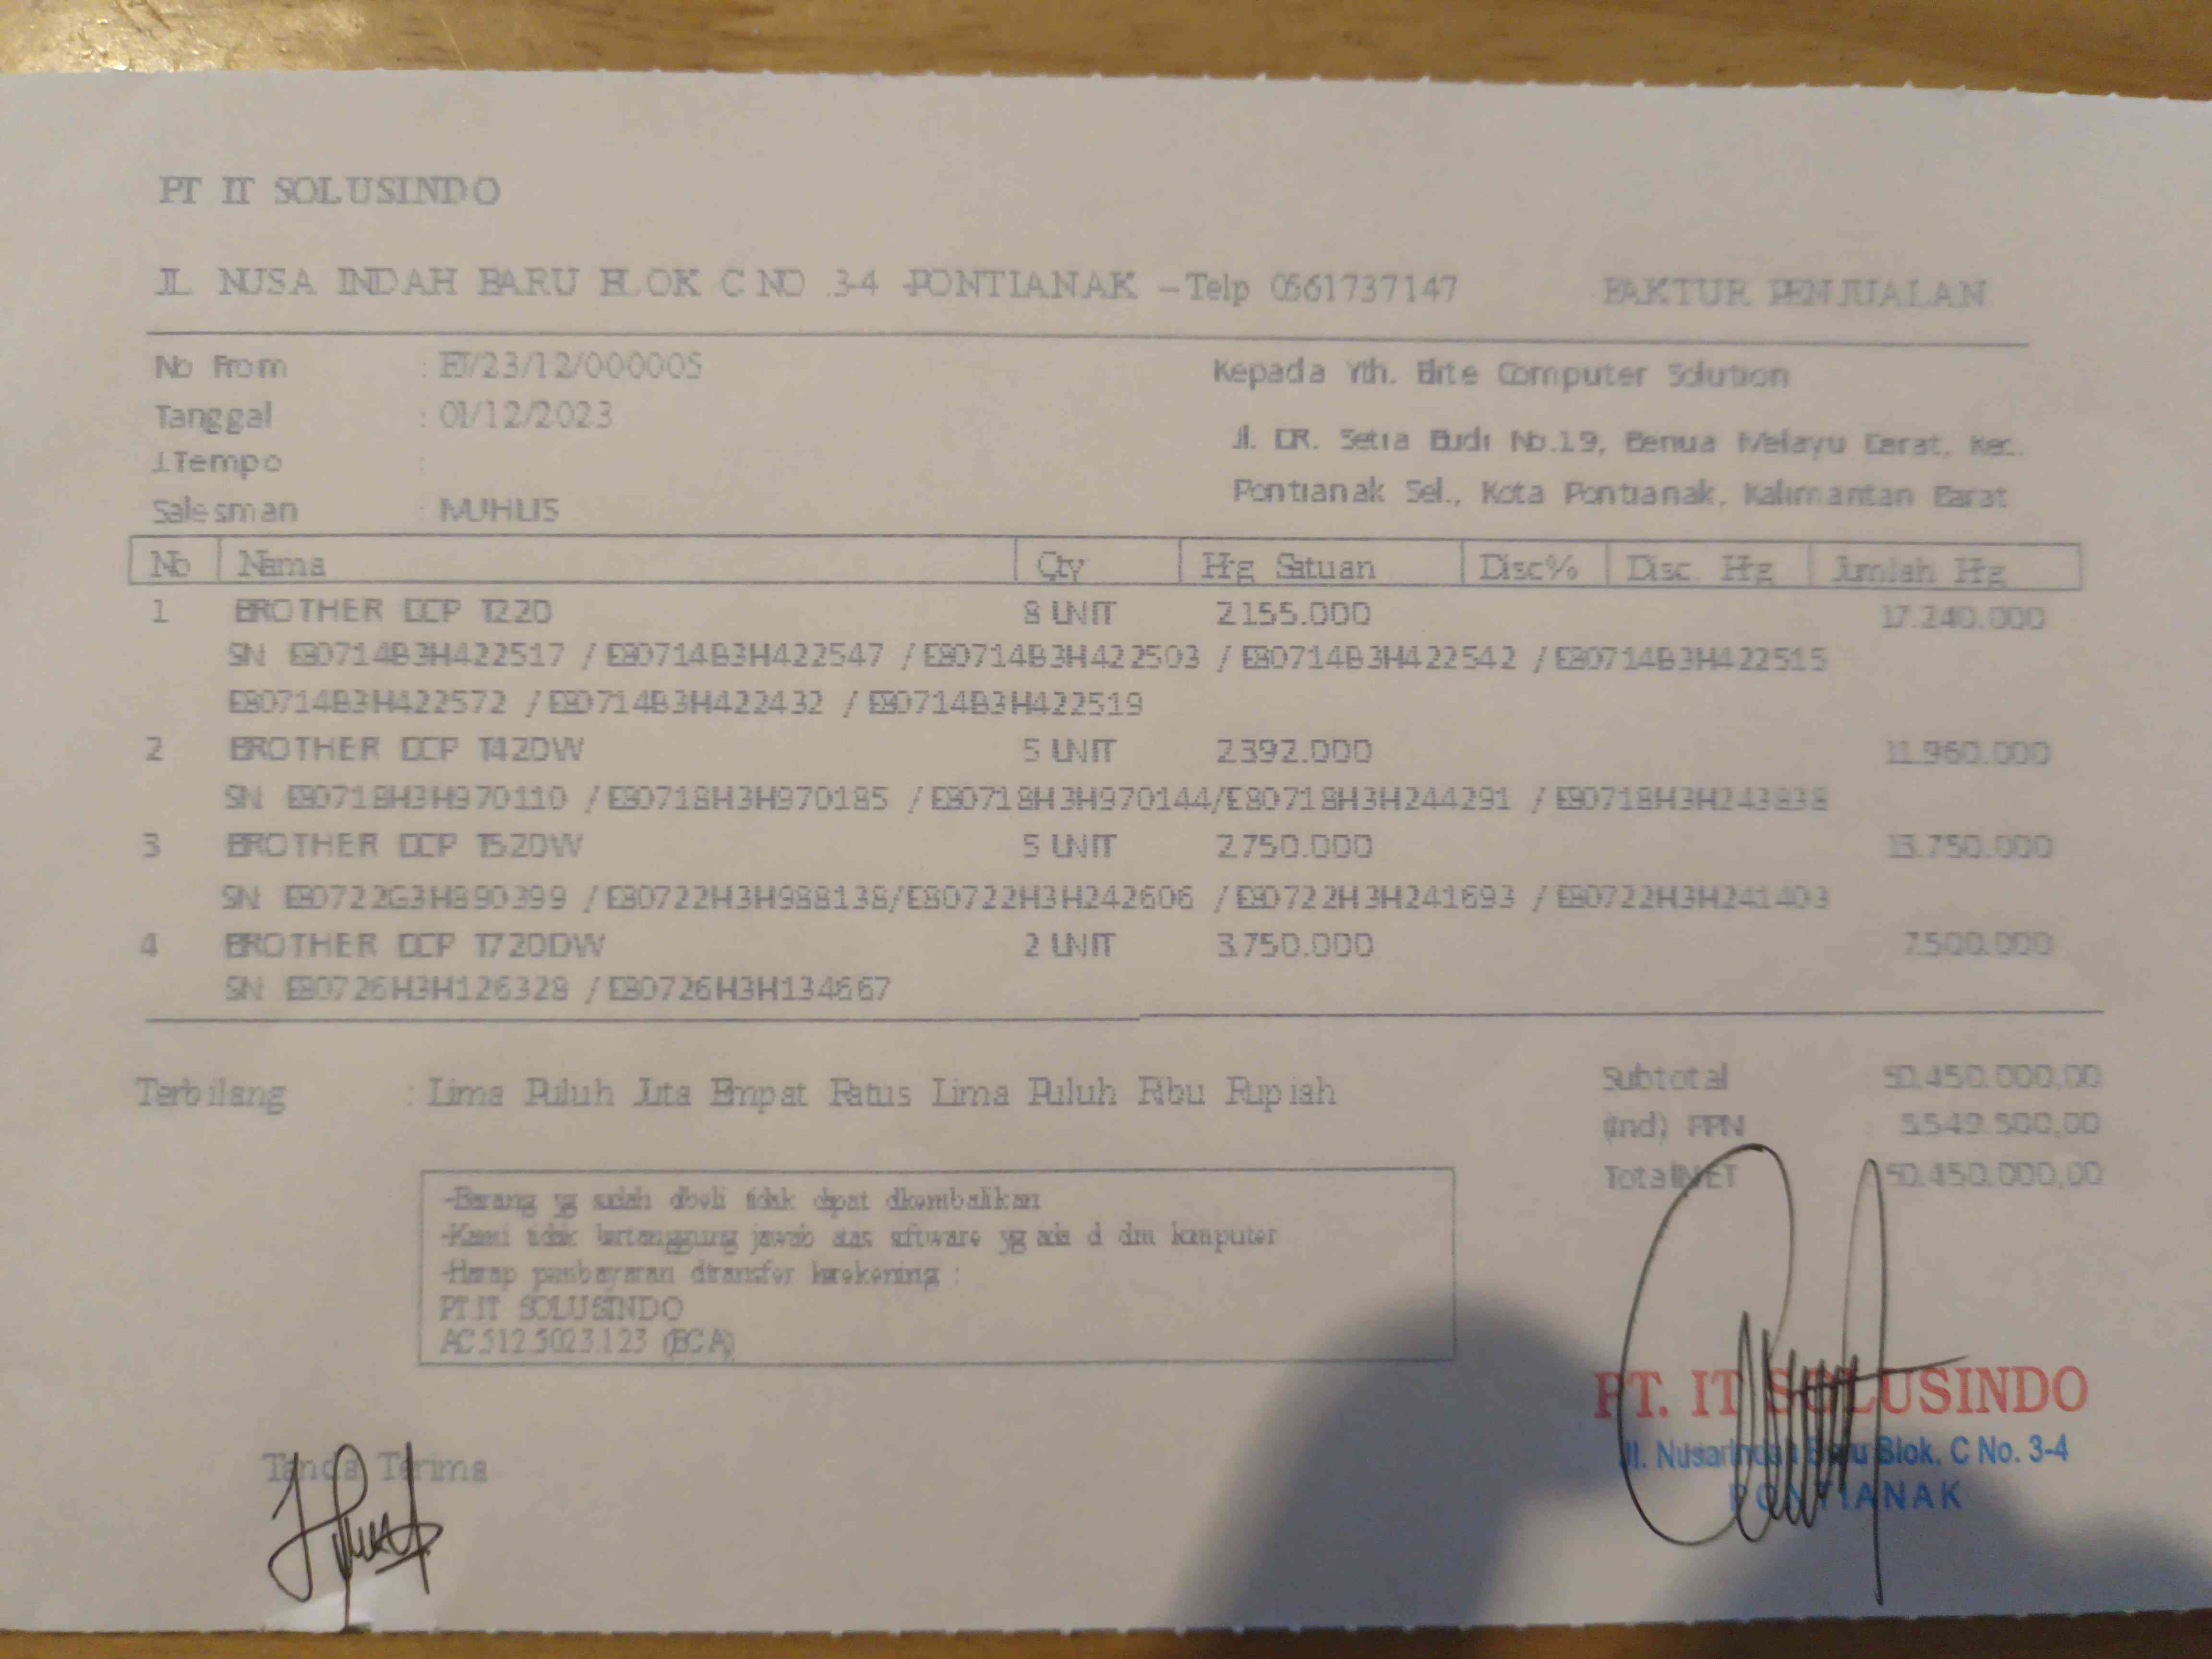 PT IT SOLUSINDO
JL NUSA INDAH BARU BLOK C NO 3-4 -PONTIANAK -Telp 0561737147 FAKTUR PENJUALAN
No From : EI/23/12/000005
Kepada Yth. Elite Computer Solution
Tanggal : 01/12/2023
Jl. DR. Setia Budi No.19, Benua Melayu Darat, Kec.
J.Tempo :
Pontianak Sel., Kota Pontianak, Kalimantan Barat
Salesman : MUHLIS
No Nama Qty Hrg Satuan Disc% Disc. Hrg Jumlah Hrg
1 BROTHER DCP T220 8 UNIT 2.155.000 17.240.000
SN E80714B3H422517 / E80714B3H422547 / E80714B3H422503 / E80714B3H422542 / E80714B3H422515
E80714B3H422572 / E80714B3H422432 / E80714B3H422519
2 BROTHER DCP T420W 5 UNIT 2.392.000 11.960.000
SN E80718H3H970110 / E80718H3H970185 / E80718H3H970144/E80718H3H244291 / E80718H3H243838
3 BROTHER DCP T520W 5 UNIT 2.750.000 13.750.000
SN E80722G3H890399 / E80722H3H988138/E80722H3H242606 / E80722H3H241693 / E80722H3H241403
4 BROTHER DCP T720DW 2 UNIT 3.750.000 7.500.000
SN E80726H3H126328 / E80726H3H134667
Subtotal 50.450.000,00
Terbilang : Lima Puluh Juta Empat Ratus Lima Puluh Ribu Rupiah
(Incl) PPN 5.549.500,00
Total NET 50.450.000,00
-Barang yg sudah dibeli tidak dapat dikembalikan
-Kami tidak bertanggung jawab atas software yg ada di dlm komputer
-Harap pembayaran ditransfer kerekening :
PT.IT SOLUSINDO
AC 512.5023.123 (BCA)
PT. IT SOLUSINDO
Jl. Nusa Indah Baru Blok. C No. 3-4
PONTIANAK
Tanda Terima